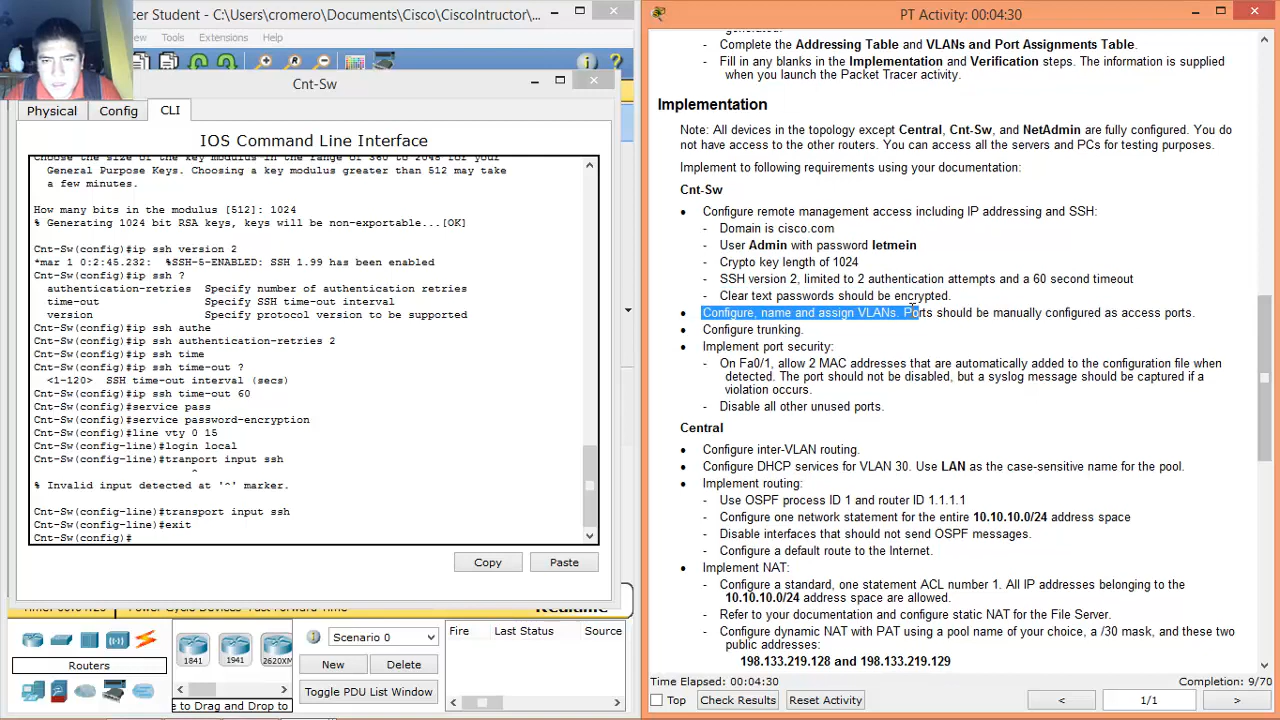 cer Student - C:\Users\cromero\Documents\Cisco\CiscoIntructor\...
ew Tools Extensions Help
Cnt-Sw
Physical Config CLI
IOS Command Line Interface
Choose the size of the key modulus in the range of 360 to 2048 for your
General Purpose Keys. Choosing a key modulus greater than 512 may take
a few minutes.
How many bits in the modulus [512]: 1024
% Generating 1024 bit RSA keys, keys will be non-exportable...[OK]
Cnt-Sw(config)#ip ssh version 2
*mar 1 0:2:45.232: %SSH-5-ENABLED: SSH 1.99 has been enabled
Cnt-Sw(config)#ip ssh ?
authentication-retries Specify number of authentication retries
time-out Specify SSH time-out interval
version Specify protocol version to be supported
Cnt-Sw(config)#ip ssh authe
Cnt-Sw(config)#ip ssh authentication-retries 2
Cnt-Sw(config)#ip ssh time
Cnt-Sw(config)#ip ssh time-out ?
<1-120> SSH time-out interval (secs)
Cnt-Sw(config)#ip ssh time-out 60
Cnt-Sw(config)#service pass
Cnt-Sw(config)#service password-encryption
Cnt-Sw(config)#line vty 0 15
Cnt-Sw(config-line)#login local
Cnt-Sw(config-line)#tranport input ssh
^
% Invalid input detected at '^' marker.
Cnt-Sw(config-line)#transport input ssh
Cnt-Sw(config-line)#exit
Cnt-Sw(config)#
Copy Paste
Realtime
Routers
1841 1941 2620XM
e to Drag and Drop to
Scenario 0
New Delete
Toggle PDU List Window
Fire Last Status Source
PT Activity: 00:04:30
generated.
- Complete the Addressing Table and VLANs and Port Assignments Table.
- Fill in any blanks in the Implementation and Verification steps. The information is supplied
when you launch the Packet Tracer activity.
Implementation
Note: All devices in the topology except Central, Cnt-Sw, and NetAdmin are fully configured. You do
not have access to the other routers. You can access all the servers and PCs for testing purposes.
Implement to following requirements using your documentation:
Cnt-Sw
• Configure remote management access including IP addressing and SSH:
- Domain is cisco.com
- User Admin with password letmein
- Crypto key length of 1024
- SSH version 2, limited to 2 authentication attempts and a 60 second timeout
- Clear text passwords should be encrypted.
• Configure, name and assign VLANs. Ports should be manually configured as access ports.
• Configure trunking.
• Implement port security:
- On Fa0/1, allow 2 MAC addresses that are automatically added to the configuration file when
detected. The port should not be disabled, but a syslog message should be captured if a
violation occurs.
- Disable all other unused ports.
Central
• Configure inter-VLAN routing.
• Configure DHCP services for VLAN 30. Use LAN as the case-sensitive name for the pool.
• Implement routing:
- Use OSPF process ID 1 and router ID 1.1.1.1
- Configure one network statement for the entire 10.10.10.0/24 address space
- Disable interfaces that should not send OSPF messages.
- Configure a default route to the Internet.
• Implement NAT:
- Configure a standard, one statement ACL number 1. All IP addresses belonging to the
10.10.10.0/24 address space are allowed.
- Refer to your documentation and configure static NAT for the File Server.
- Configure dynamic NAT with PAT using a pool name of your choice, a /30 mask, and these two
public addresses:
198.133.219.128 and 198.133.219.129
Time Elapsed: 00:04:30 Completion: 9/70
Top Check Results Reset Activity < 1/1 >